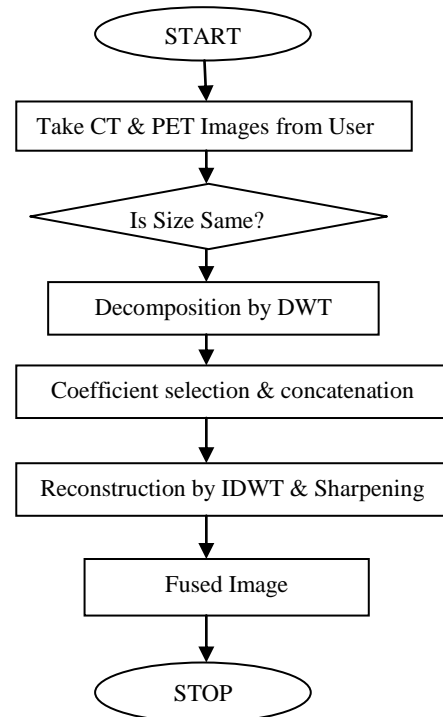 START
Take CT & PET Images from User
Is Size Same?
Decomposition by DWT
Coefficient selection & concatenation
Reconstruction by IDWT & Sharpening
Fused Image
STOP